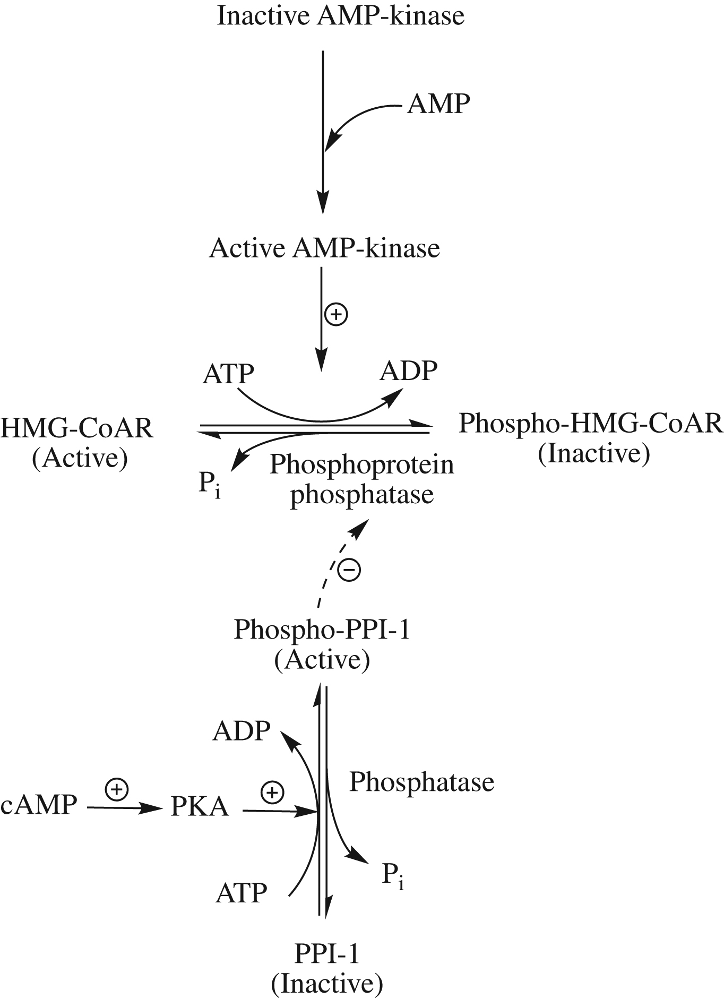 Inactive AMP-kinase
AMP
Active AMP-kinase
+
ATP
ADP
HMG-CoAR
(Active)
Phospho-HMG-CoAR
(Inactive)
Pi
Phosphoprotein
phosphatase
−
Phospho-PPI-1
(Active)
ADP
Phosphatase
cAMP
+
PKA
+
Pi
ATP
PPI-1
(Inactive)